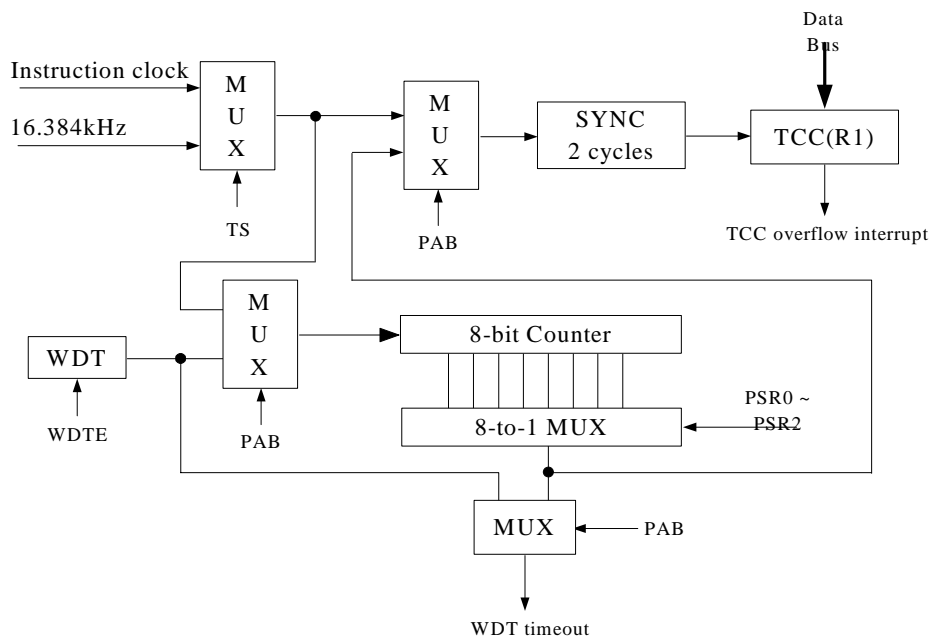 Data
Bus
Instruction clock
16.384kHz
M
U
X
TS
M
U
X
PAB
SYNC
2 cycles
TCC(R1)
TCC overflow interrupt
WDT
WDTE
M
U
X
PAB
8-bit Counter
8-to-1 MUX
PSR0 ~
PSR2
MUX
PAB
WDT timeout